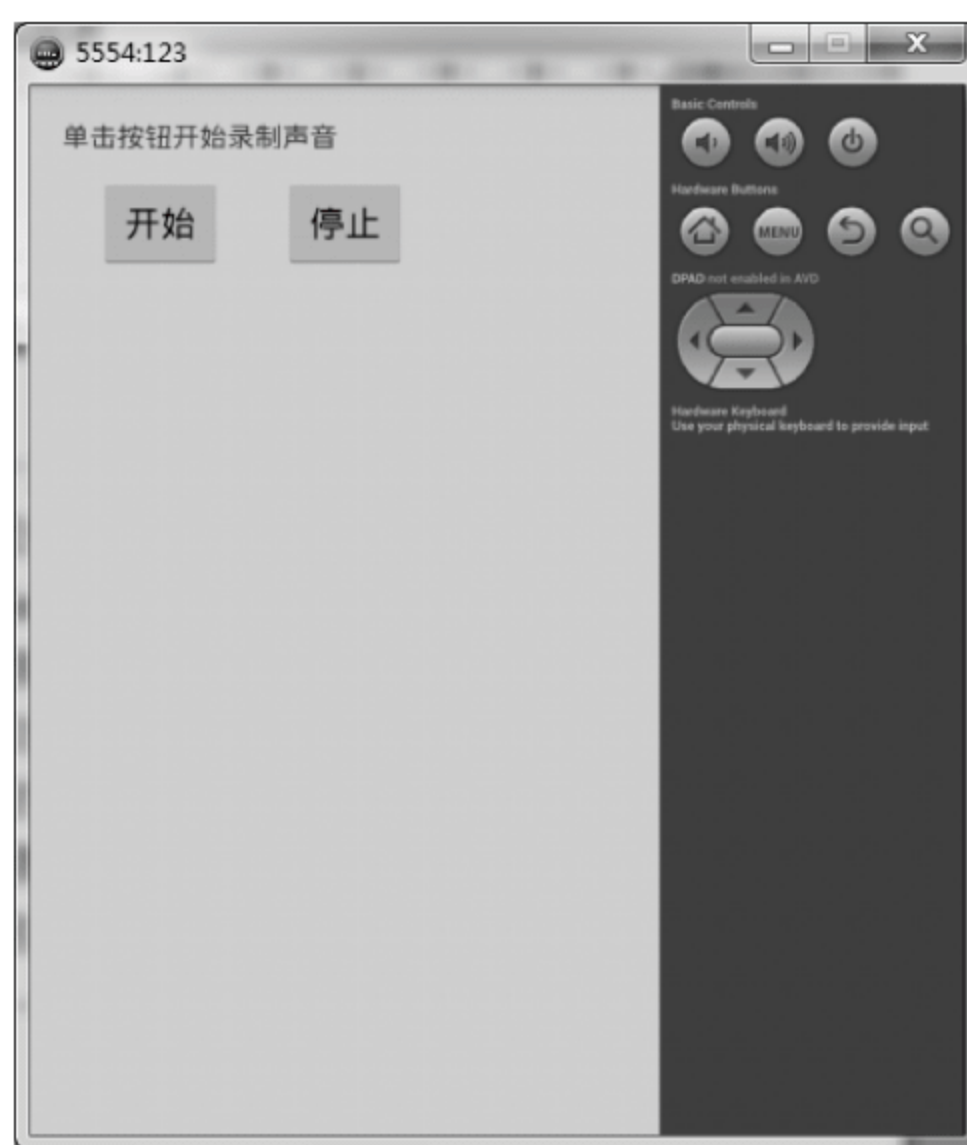 5554:123
单击按钮开始录制声音
开始 停止
Basic Controls
Hardware Buttons
MENU
DPAD not enabled in AVD
Hardware Keyboard
Use your physical keyboard to provide input